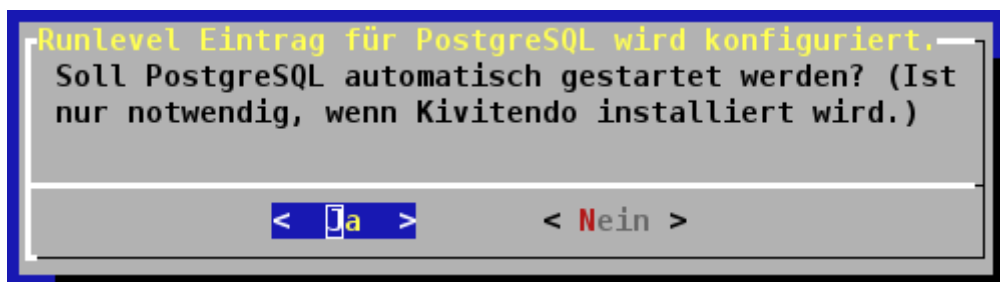 Runlevel Eintrag für PostgreSQL wird konfiguriert.
Soll PostgreSQL automatisch gestartet werden? (Ist
nur notwendig, wenn Kivitendo installiert wird.)
< Ja > < Nein >